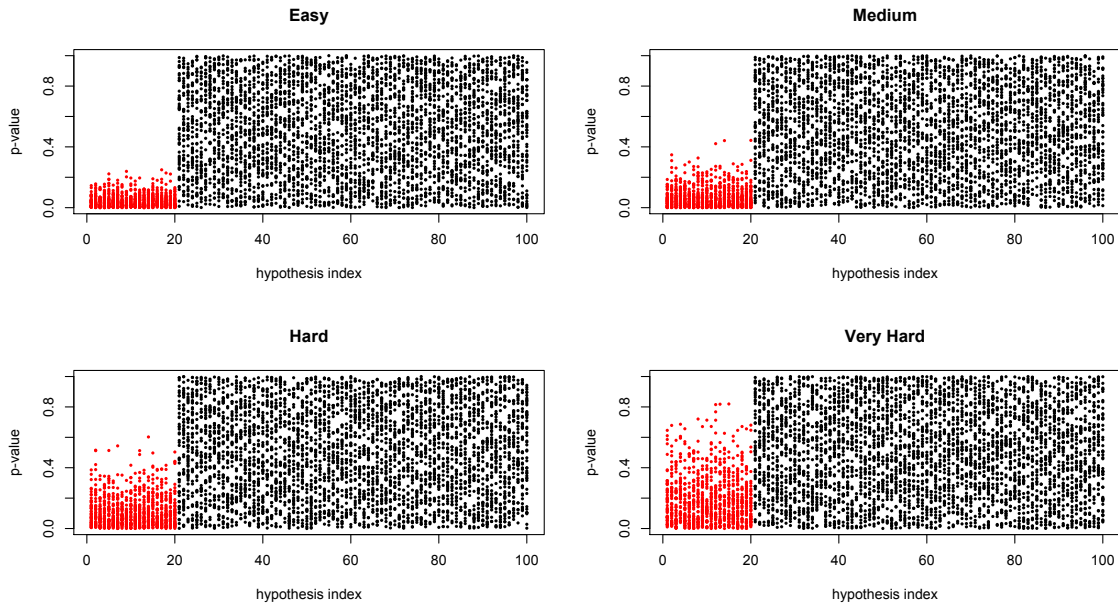 Easy
p-value
0.8
0.4
0.0
0 20 40 60 80 100
hypothesis index
Medium
p-value
0.8
0.4
0.0
0 20 40 60 80 100
hypothesis index
Hard
p-value
0.8
0.4
0.0
0 20 40 60 80 100
hypothesis index
Very Hard
p-value
0.8
0.4
0.0
0 20 40 60 80 100
hypothesis index